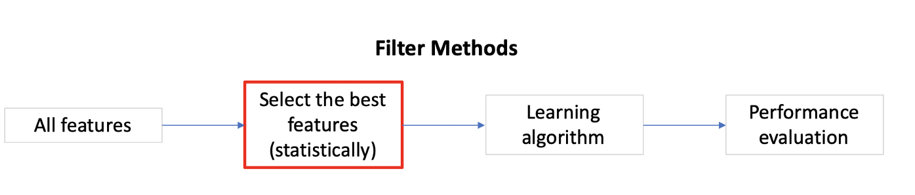 Filter Methods
All features
Select the best
features
(statistically)
Learning
algorithm
Performance
evaluation